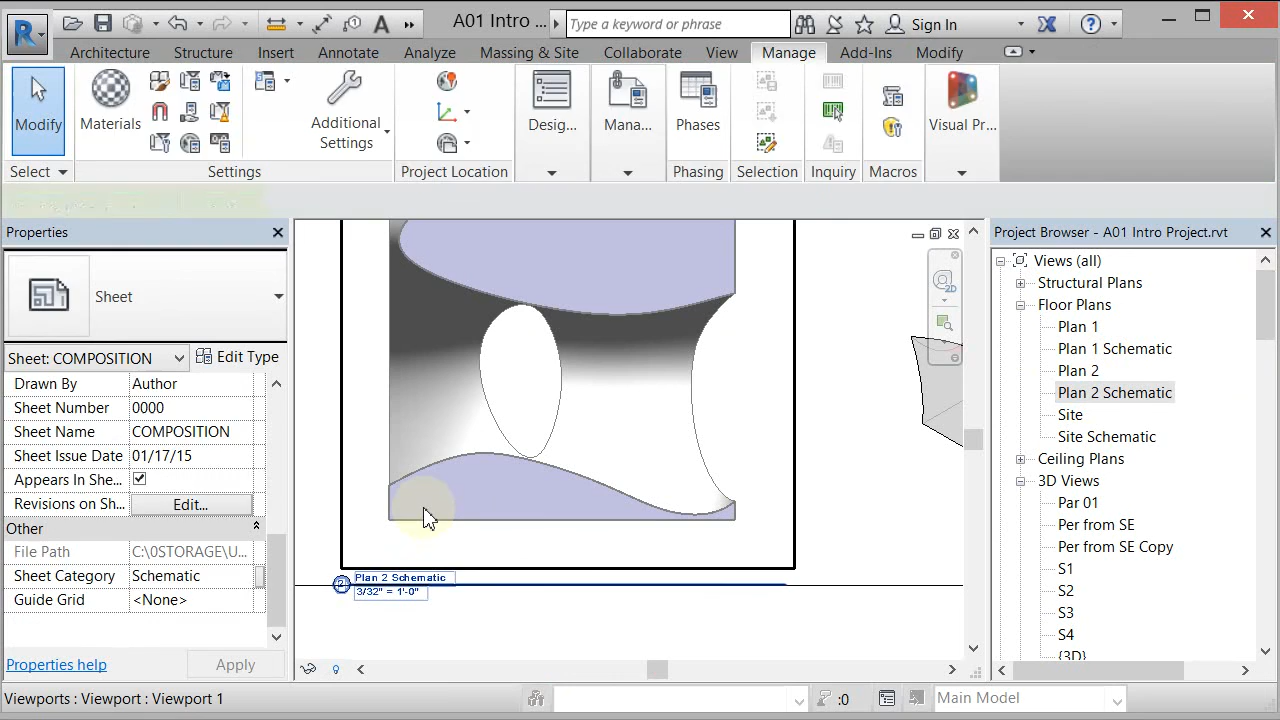 A01 Intro ...
Type a keyword or phrase
Sign In
Architecture
Structure
Insert
Annotate
Analyze
Massing & Site
Collaborate
View
Manage
Add-Ins
Modify
Modify
Materials
Additional
Settings
Desig...
Mana...
Phases
Visual Pr...
Select
Settings
Project Location
Phasing
Selection
Inquiry
Macros
Properties
Sheet
Sheet: COMPOSITION
Edit Type
Drawn By
Author
Sheet Number
0000
Sheet Name
COMPOSITION
Sheet Issue Date
01/17/15
Appears In She...
Revisions on Sh...
Edit...
Other
File Path
C:\0STORAGE\U...
Sheet Category
Schematic
Guide Grid
<None>
Properties help
Apply
2D
2
Plan 2 Schematic
3/32" = 1'-0"
Project Browser - A01 Intro Project.rvt
Views (all)
Structural Plans
Floor Plans
Plan 1
Plan 1 Schematic
Plan 2
Plan 2 Schematic
Site
Site Schematic
Ceiling Plans
3D Views
Par 01
Per from SE
Per from SE Copy
S1
S2
S3
S4
{3D}
Viewports : Viewport : Viewport 1
:0
Main Model